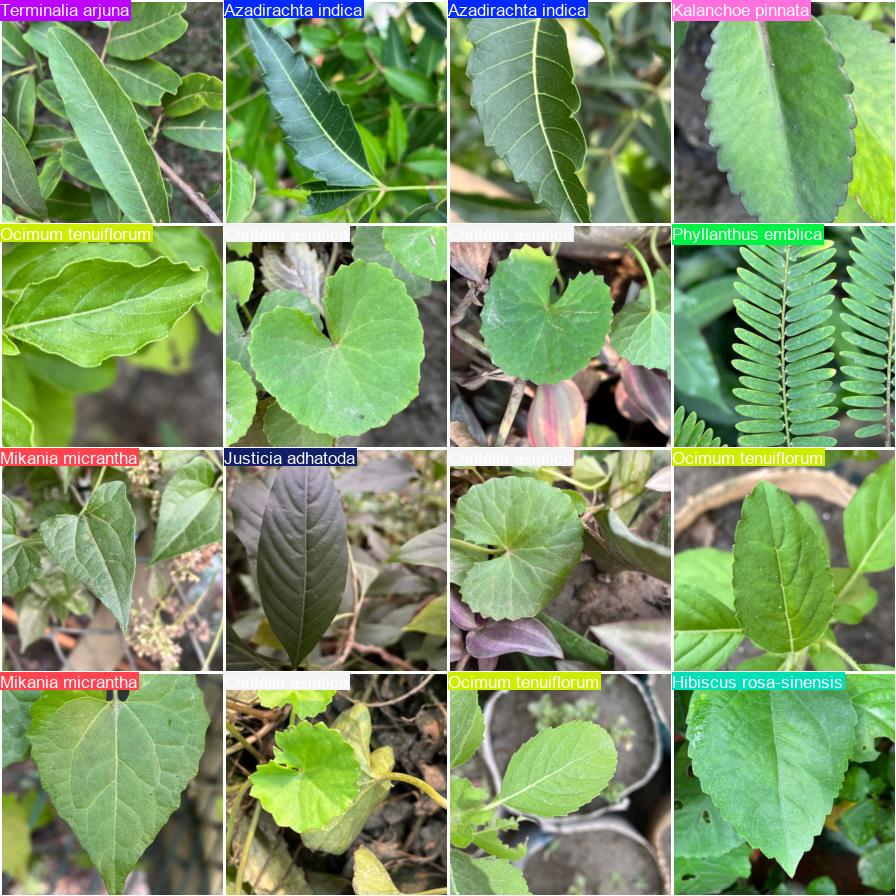 Terminalia arjuna
Azadirachta indica
Azadirachta indica
Kalanchoe pinnata
Ocimum tenuiflorum
Centella asiatica
Centella asiatica
Phyllanthus emblica
Mikania micrantha
Justicia adhatoda
Centella asiatica
Ocimum tenuiflorum
Mikania micrantha
Centella asiatica
Ocimum tenuiflorum
Hibiscus rosa-sinensis